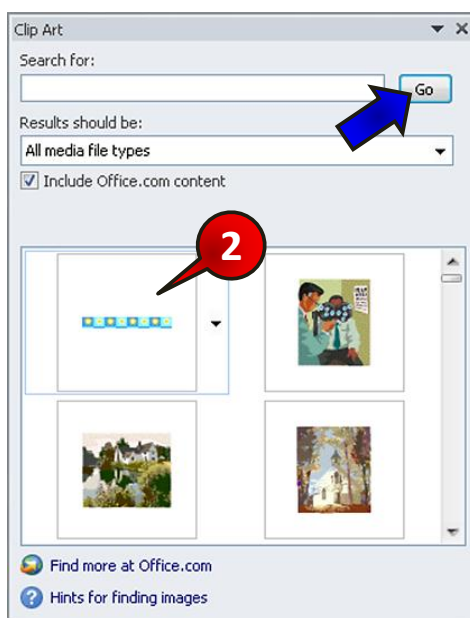 Clip Art
Search for:
Go
Results should be:
All media file types
Include Office.com content
2
Find more at Office.com
Hints for finding images